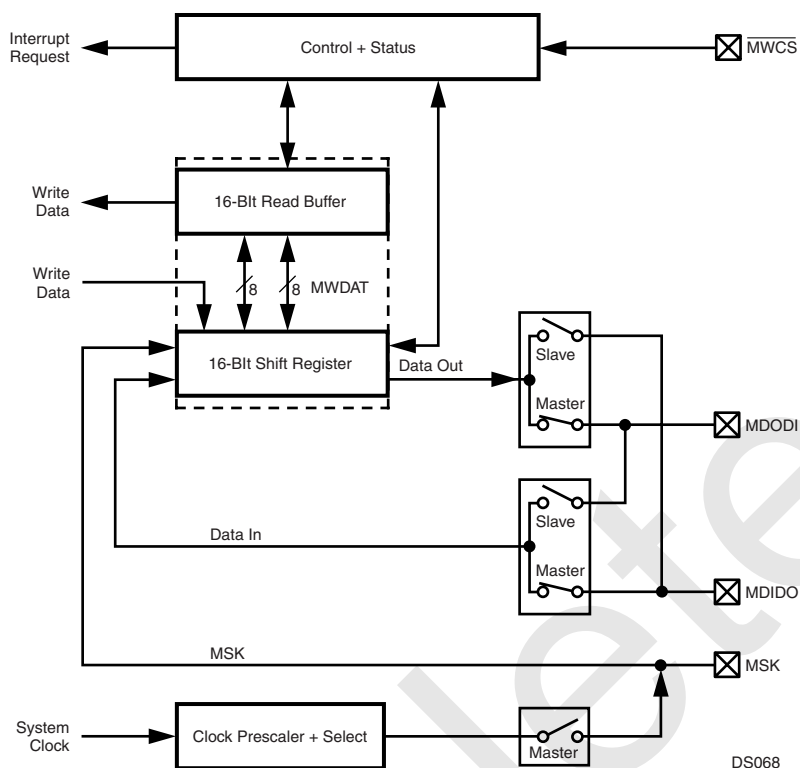 Interrupt
Request
Control + Status
MWCS
Write
Data
16-BIt Read Buffer
Write
Data
8
8
MWDAT
16-BIt Shift Register
Data Out
Slave
Master
MDODI
Slave
Data In
Master
MDIDO
MSK
MSK
System
Clock
Clock Prescaler + Select
Master
DS068
lete